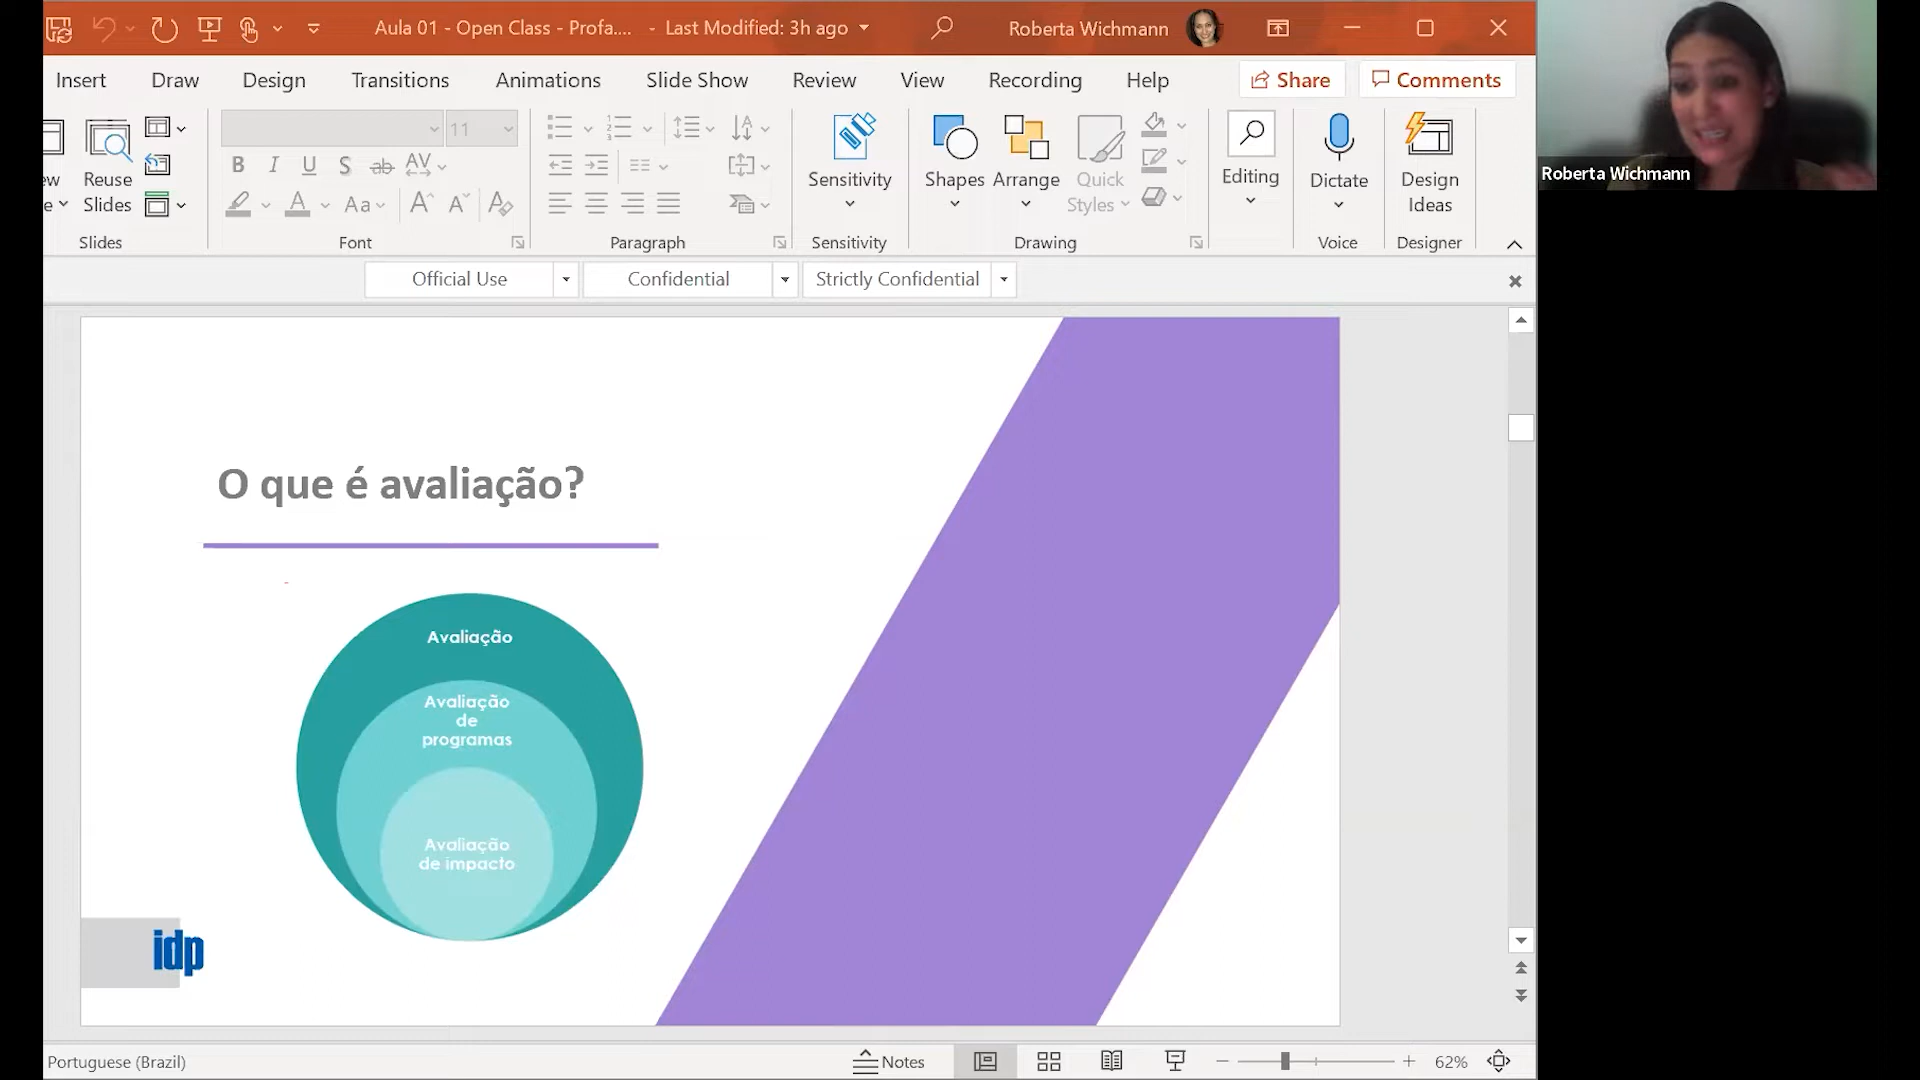 Aula 01 - Open Class - Profa.... - Last Modified: 3h ago
Roberta Wichmann
Insert Draw Design Transitions Animations Slide Show Review View Recording Help Share Comments
11
Reuse
Slides
B I U S ab AV
Aa A A A
Sensitivity
Shapes Arrange Quick
Styles
Editing
Dictate
Design
Ideas
Slides Font Paragraph Sensitivity Drawing Voice Designer
Official Use Confidential Strictly Confidential
O que é avaliação?
Avaliação
Avaliação
de
programas
Avaliação
de impacto
idp
Portuguese (Brazil) Notes 62%
Roberta Wichmann